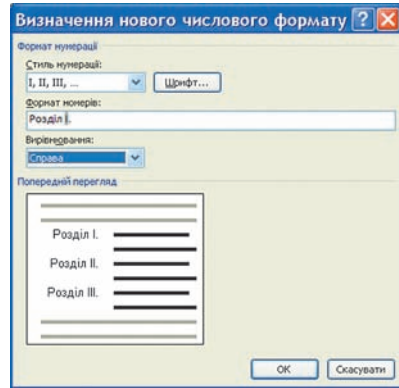 Визначення нового числового формату
Формат нумерації
Стиль нумерації:
I, II, III, ...
Шрифт...
Формат номерів:
Розділ I.
Вирівнювання:
Справа
Попередній перегляд
Розділ I.
Розділ II.
Розділ III.
ОК
Скасувати